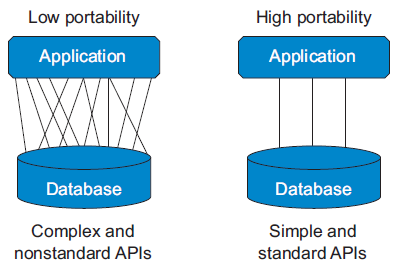 Low portability
Application
Database
Complex and
nonstandard APIs
High portability
Application
Database
Simple and
standard APIs